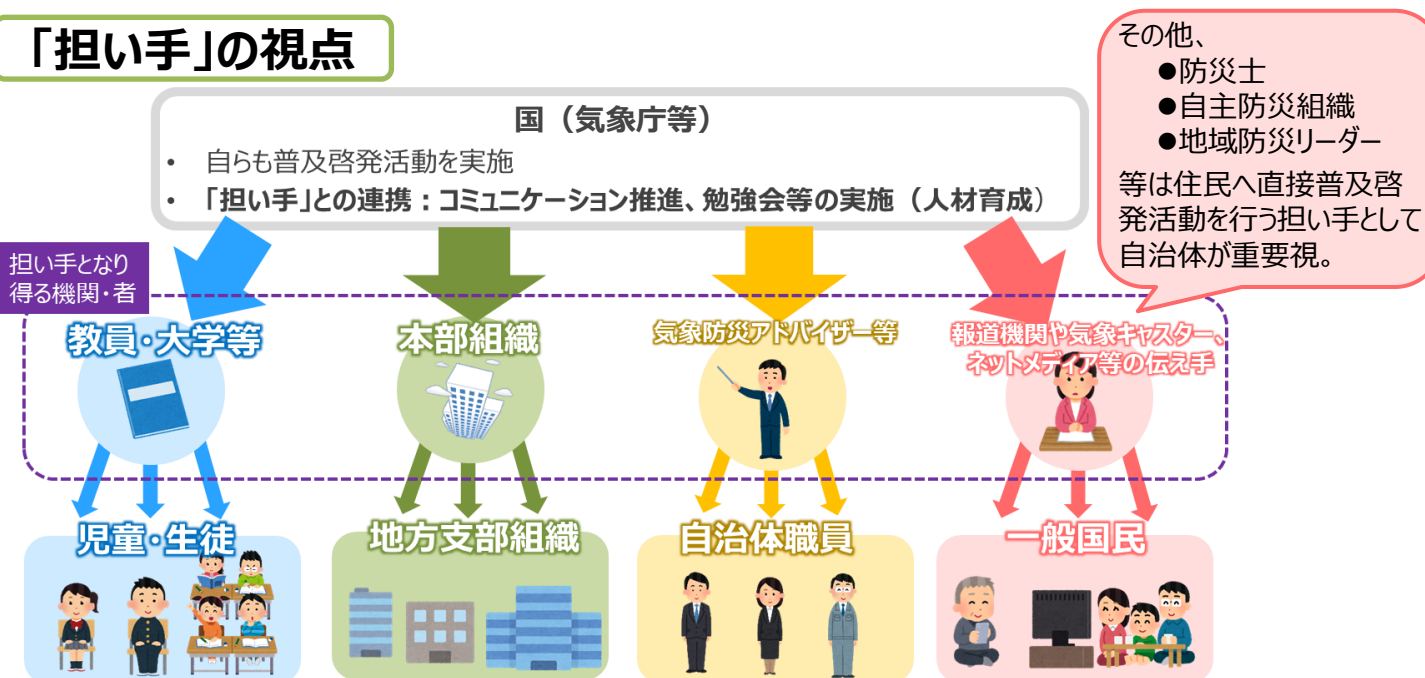 「担い手」の視点
国（気象庁等）
• 自らも普及啓発活動を実施
• 「担い手」との連携：コミュニケーション推進、勉強会等の実施（人材育成）
その他、
●防災士
●自主防災組織
●地域防災リーダー
等は住民へ直接普及啓
発活動を行う担い手として
自治体が重要視。
担い手となり
得る機関・者
教員・大学等
本部組織
気象防災アドバイザー等
報道機関や気象キャスター、
ネットメディア等の伝え手
児童・生徒
地方支部組織
自治体職員
一般国民